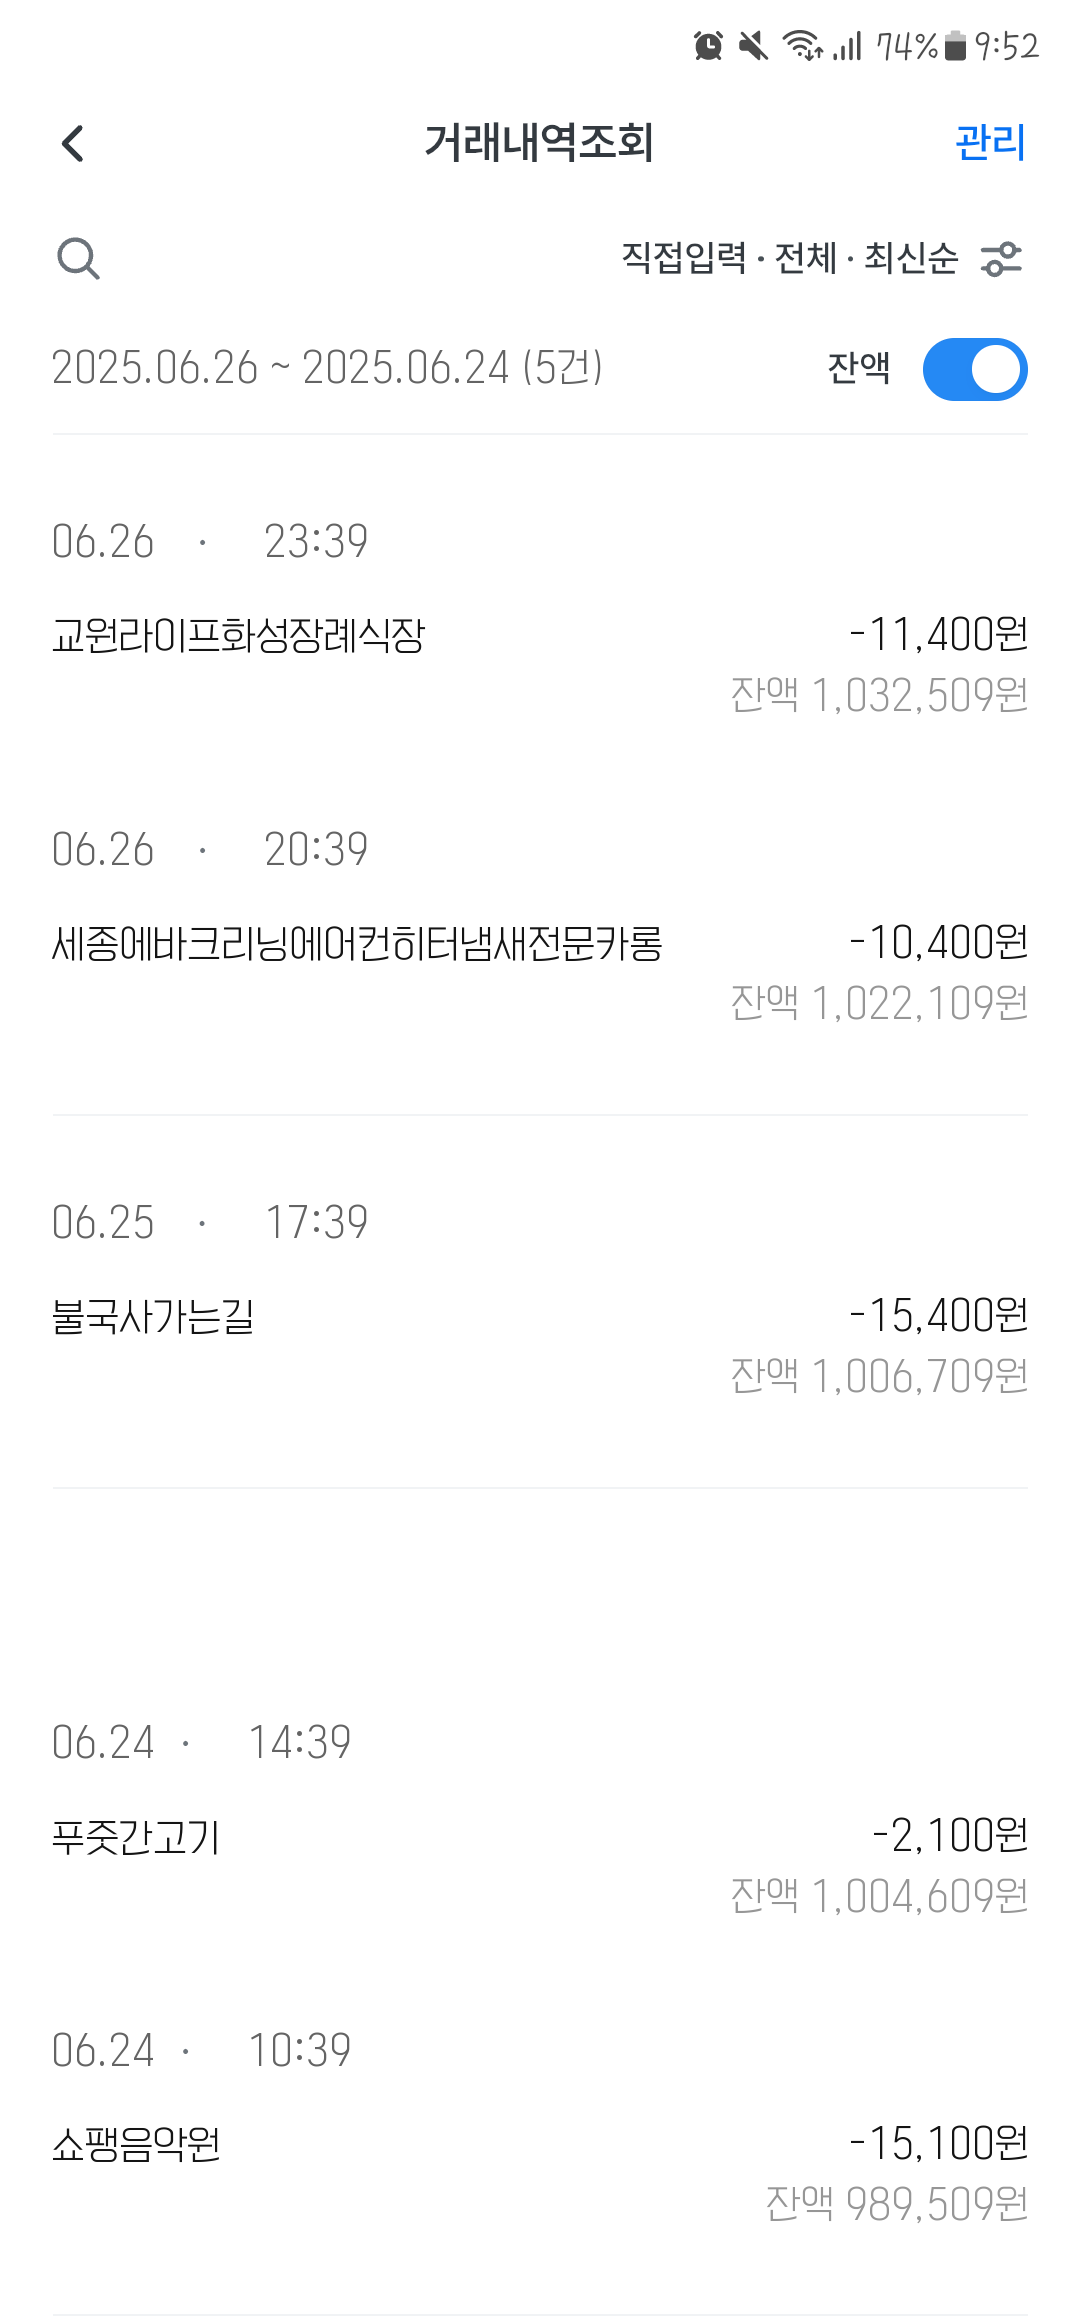 74% 9:52
거래내역조회 관리
직접입력 · 전체 · 최신순
2025.06.26 ~ 2025.06.24 (5건) 잔액
06.26 · 23:39
교원라이프화성장례식장 -11,400원
잔액 1,032,509원
06.26 · 20:39
세종에바크리닝에어컨히터냄새전문카롱 -10,400원
잔액 1,022,109원
06.25 · 17:39
불국사가는길 -15,400원
잔액 1,006,709원
06.24 · 14:39
푸줏간고기 -2,100원
잔액 1,004,609원
06.24 · 10:39
쇼팽음악원 -15,100원
잔액 989,509원